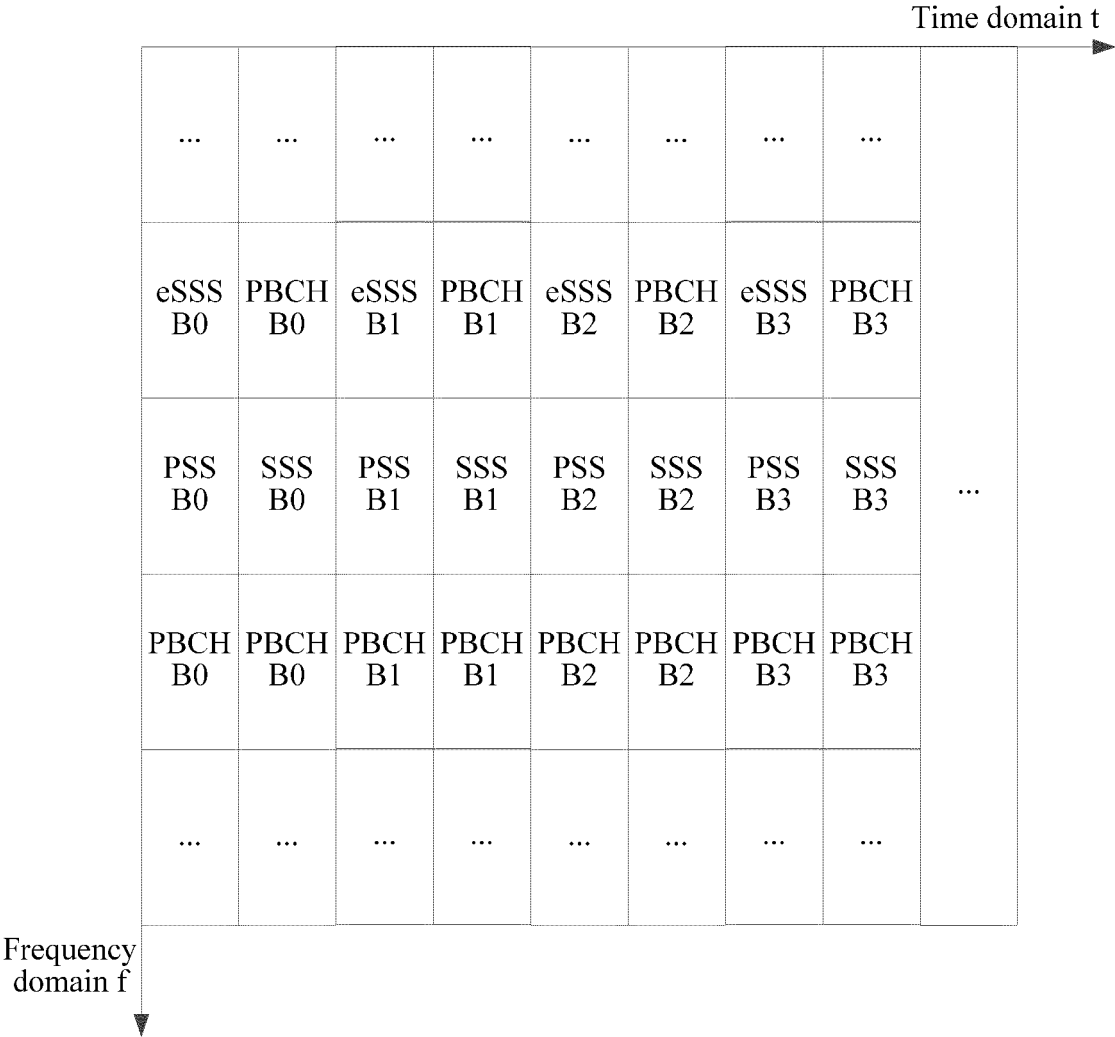 Time domain t
... ... ... ... ... ... ... ...
eSSS PBCH eSSS PBCH eSSS PBCH eSSS PBCH
B0 B0 B1 B1 B2 B2 B3 B3
PSS SSS PSS SSS PSS SSS PSS SSS
B0 B0 B1 B1 B2 B2 B3 B3 ...
PBCH PBCH PBCH PBCH PBCH PBCH PBCH PBCH
B0 B0 B1 B1 B2 B2 B3 B3
... ... ... ... ... ... ... ...
Frequency
domain f